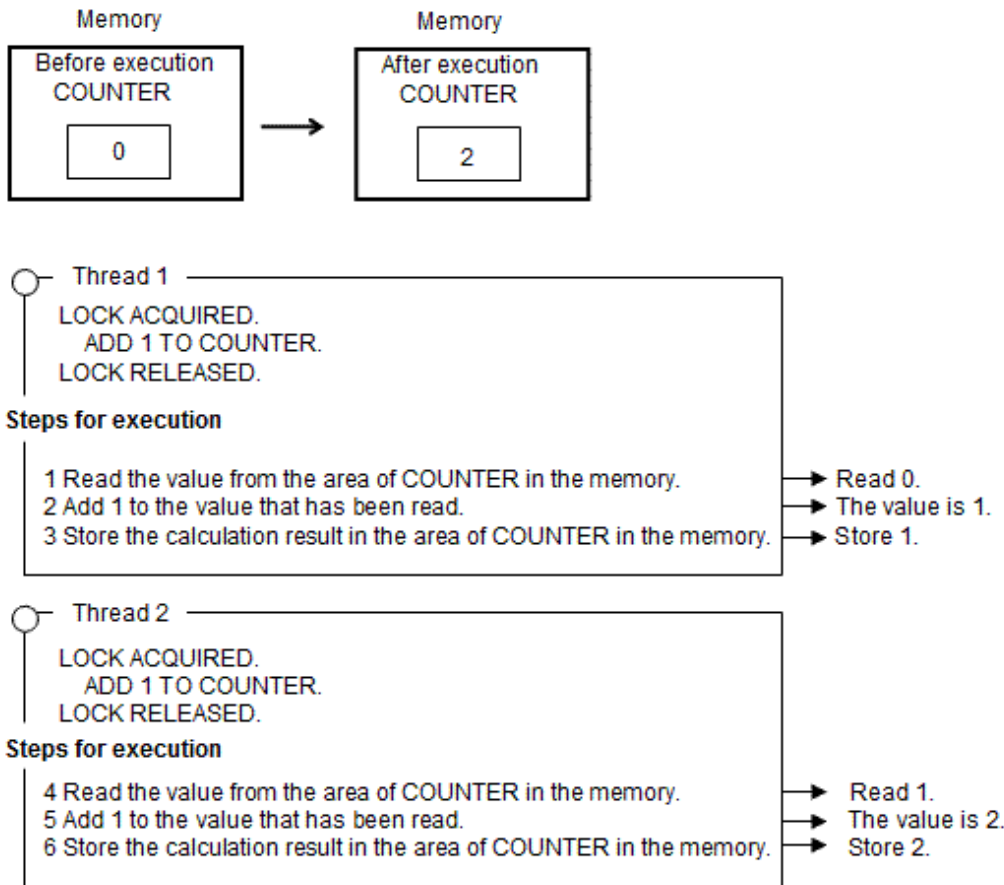 Memory
Memory
Before execution
COUNTER
0
After execution
COUNTER
2
Thread 1
LOCK ACQUIRED.
ADD 1 TO COUNTER.
LOCK RELEASED.
Steps for execution
1 Read the value from the area of COUNTER in the memory.
Read 0.
2 Add 1 to the value that has been read.
The value is 1.
3 Store the calculation result in the area of COUNTER in the memory.
Store 1.
Thread 2
LOCK ACQUIRED.
ADD 1 TO COUNTER.
LOCK RELEASED.
Steps for execution
4 Read the value from the area of COUNTER in the memory.
Read 1.
5 Add 1 to the value that has been read.
The value is 2.
6 Store the calculation result in the area of COUNTER in the memory.
Store 2.